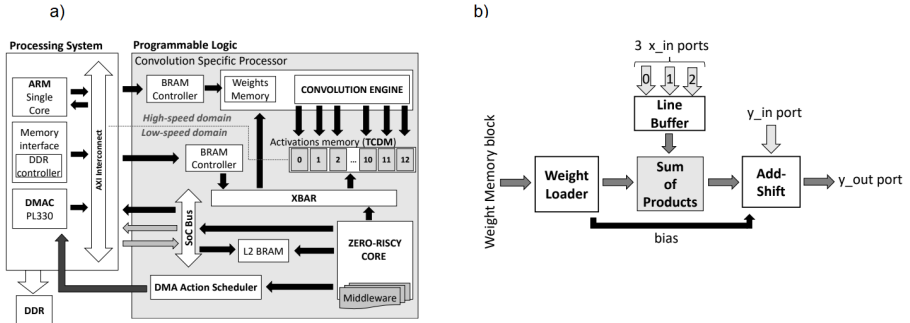 a)
Processing System
Programmable Logic
Convolution Specific Processor
ARM
Single
Core
Memory
interface
DDR
controller
DMAC
PL330
AXI Interconnect
DDR
BRAM
Controller
Weights
Memory
CONVOLUTION ENGINE
High-speed domain
Low-speed domain
Activations memory (TCDM)
0 1 2 ... 10 11 12
BRAM
Controller
XBAR
SoC Bus
L2 BRAM
ZERO-RISCY
CORE
Middleware
DMA Action Scheduler
b)
3 x_in ports
0 1 2
Line
Buffer
y_in port
Weight Memory block
Weight
Loader
Sum
of
Products
Add-
Shift
y_out port
bias